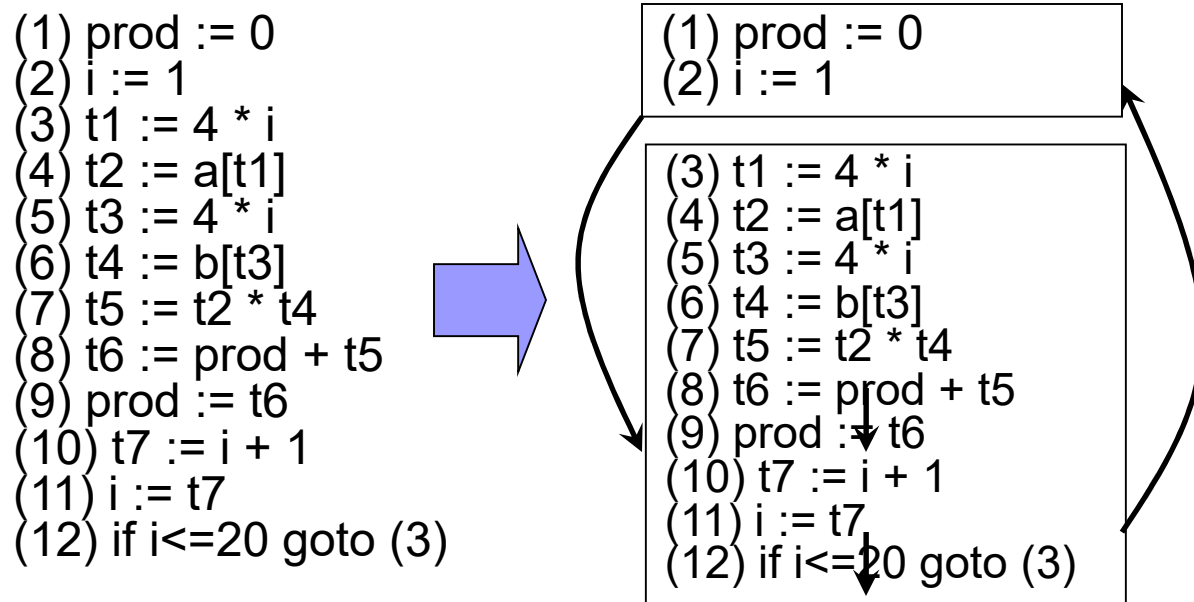 (1) prod := 0
(2) i := 1
(3) t1 := 4 * i
(4) t2 := a[t1]
(5) t3 := 4 * i
(6) t4 := b[t3]
(7) t5 := t2 * t4
(8) t6 := prod + t5
(9) prod := t6
(10) t7 := i + 1
(11) i := t7
(12) if i<=20 goto (3)
(1) prod := 0
(2) i := 1
(3) t1 := 4 * i
(4) t2 := a[t1]
(5) t3 := 4 * i
(6) t4 := b[t3]
(7) t5 := t2 * t4
(8) t6 := prod + t5
(9) prod := t6
(10) t7 := i + 1
(11) i := t7
(12) if i<=20 goto (3)